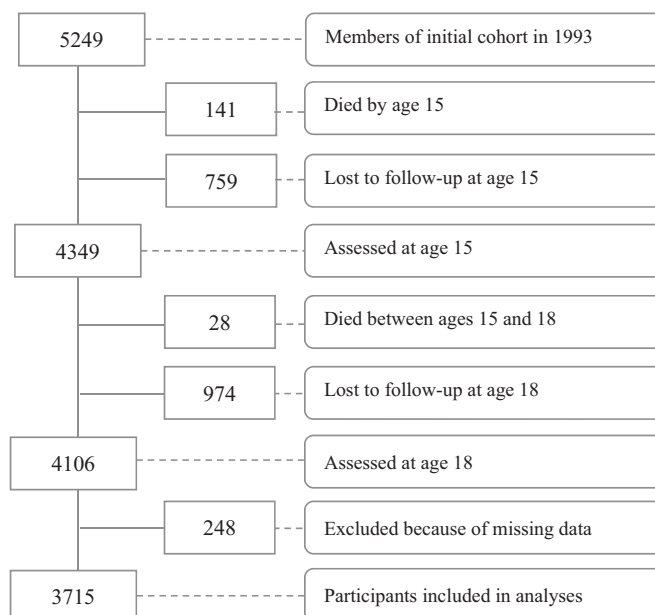 5249 Members of initial cohort in 1993
141 Died by age 15
759 Lost to follow-up at age 15
4349 Assessed at age 15
28 Died between ages 15 and 18
974 Lost to follow-up at age 18
4106 Assessed at age 18
248 Excluded because of missing data
3715 Participants included in analyses